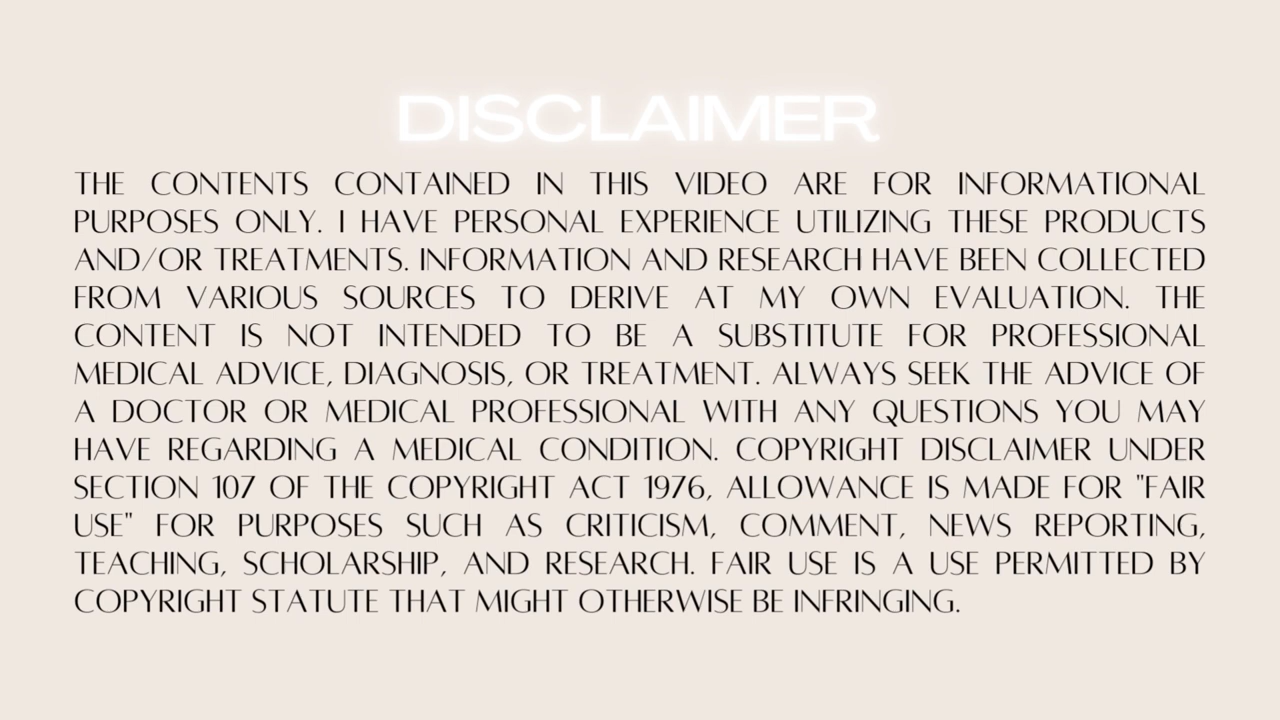 DISCLAIMER
THE CONTENTS CONTAINED IN THIS VIDEO ARE FOR INFORMATIONAL
PURPOSES ONLY. I HAVE PERSONAL EXPERIENCE UTILIZING THESE PRODUCTS
AND/OR TREATMENTS. INFORMATION AND RESEARCH HAVE BEEN COLLECTED
FROM VARIOUS SOURCES TO DERIVE AT MY OWN EVALUATION. THE
CONTENT IS NOT INTENDED TO BE A SUBSTITUTE FOR PROFESSIONAL
MEDICAL ADVICE, DIAGNOSIS, OR TREATMENT. ALWAYS SEEK THE ADVICE OF
A DOCTOR OR MEDICAL PROFESSIONAL WITH ANY QUESTIONS YOU MAY
HAVE REGARDING A MEDICAL CONDITION. COPYRIGHT DISCLAIMER UNDER
SECTION 107 OF THE COPYRIGHT ACT 1976, ALLOWANCE IS MADE FOR "FAIR
USE" FOR PURPOSES SUCH AS CRITICISM, COMMENT, NEWS REPORTING,
TEACHING, SCHOLARSHIP, AND RESEARCH. FAIR USE IS A USE PERMITTED BY
COPYRIGHT STATUTE THAT MIGHT OTHERWISE BE INFRINGING.